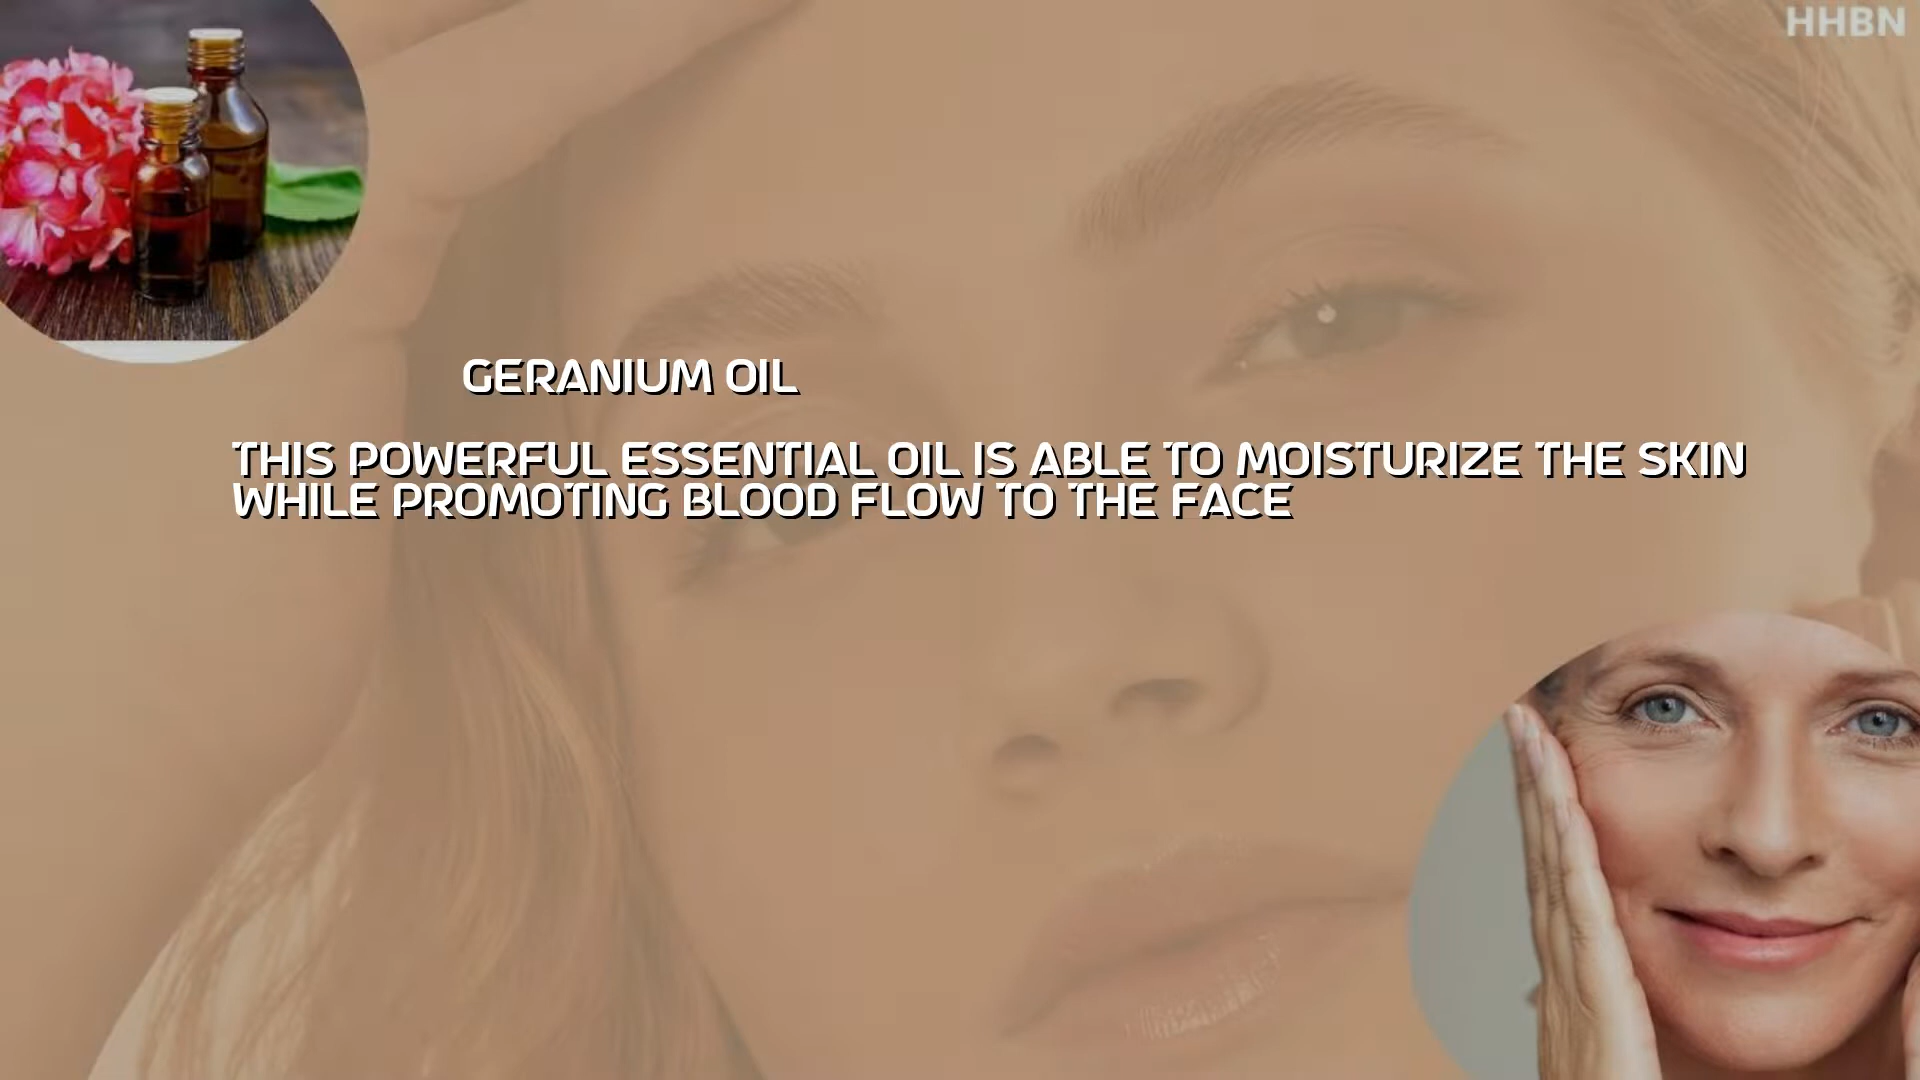 HHBN
GERANIUM OIL
THIS POWERFUL ESSENTIAL OIL IS ABLE TO MOISTURIZE THE SKIN
WHILE PROMOTING BLOOD FLOW TO THE FACE